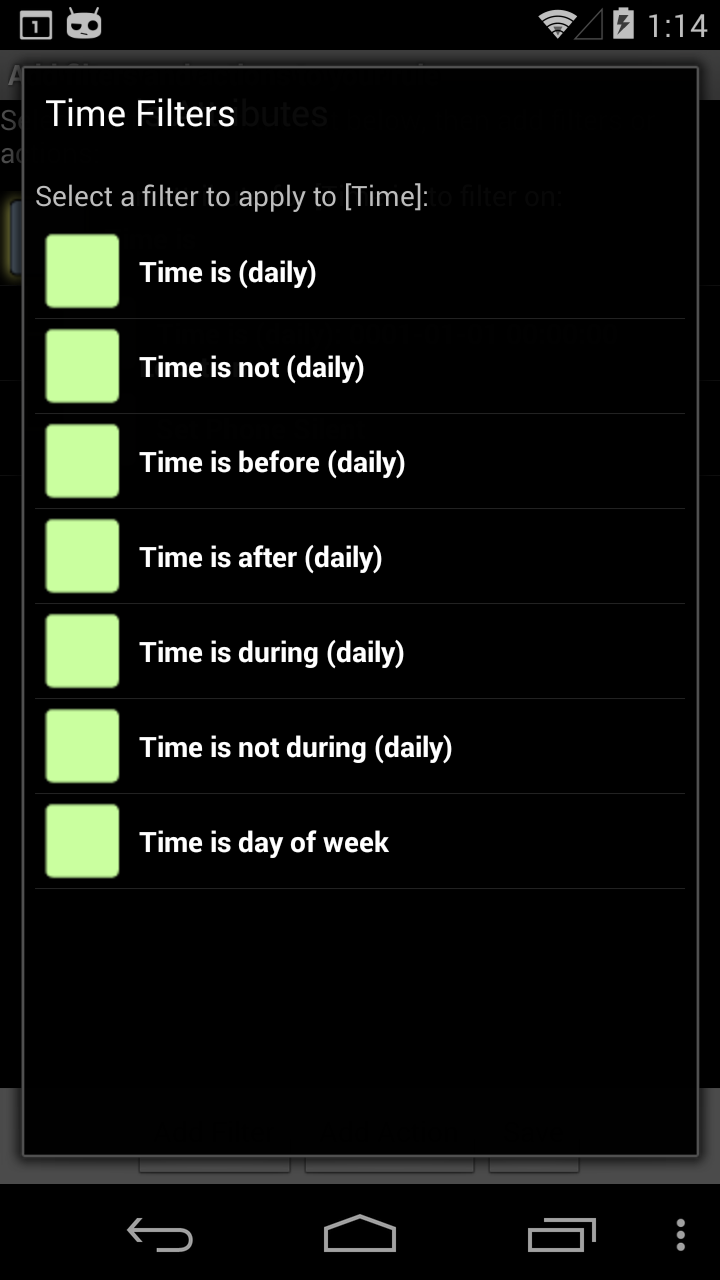 1 1:14
Time Filters
Select a filter to apply to [Time]:
Time is (daily)
Time is not (daily)
Time is before (daily)
Time is after (daily)
Time is during (daily)
Time is not during (daily)
Time is day of week